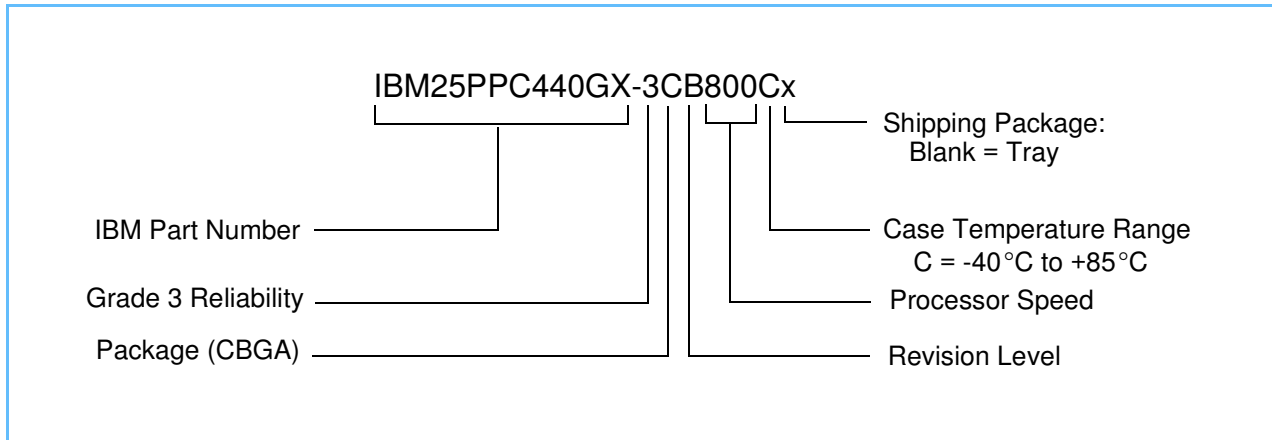 IBM25PPC440GX-3CB800Cx
Shipping Package:
Blank = Tray
IBM Part Number
Case Temperature Range
C = -40°C to +85°C
Grade 3 Reliability
Processor Speed
Package (CBGA)
Revision Level